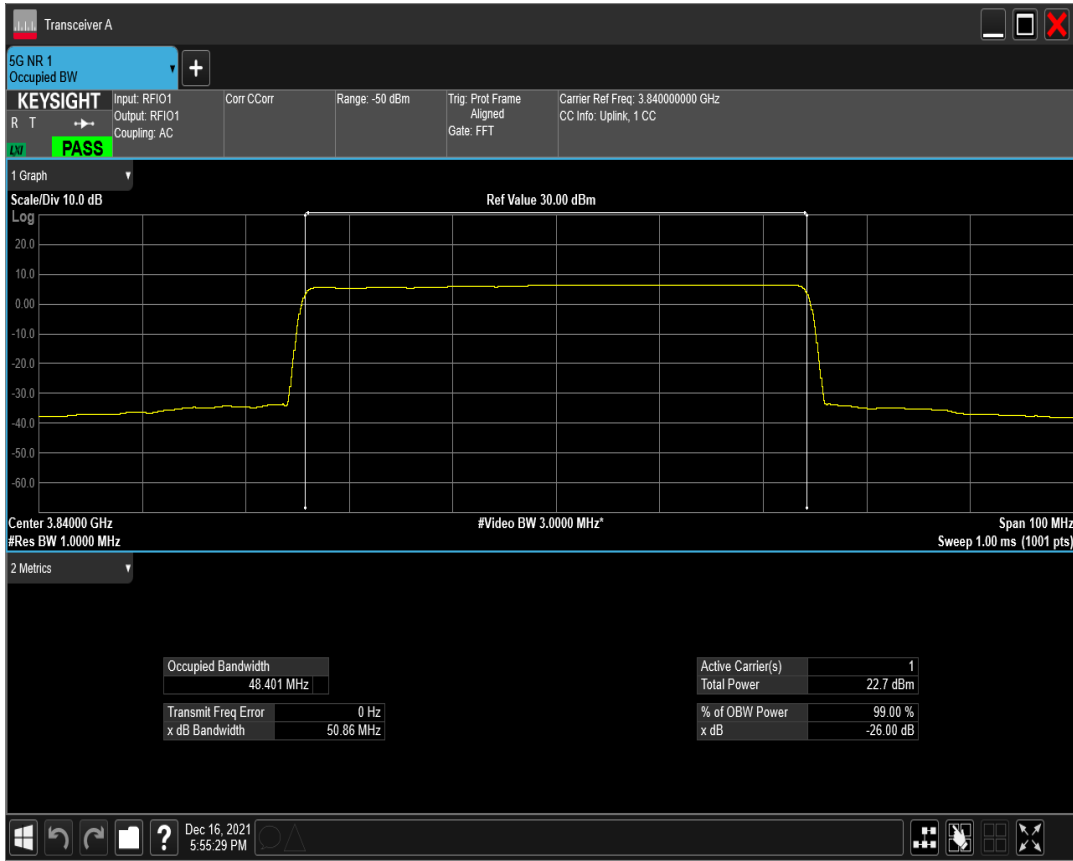 Transceiver A
5G NR 1
Occupied BW
KEYSIGHT
R T
LXI
PASS
Input: RFIO1
Output: RFIO1
Coupling: AC
Corr CCorr
Range: -50 dBm
Trig: Prot Frame
Aligned
Gate: FFT
Carrier Ref Freq: 3.840000000 GHz
CC Info: Uplink, 1 CC
1 Graph
Scale/Div 10.0 dB
Ref Value 30.00 dBm
Log
20.0
10.0
0.00
-10.0
-20.0
-30.0
-40.0
-50.0
-60.0
Center 3.84000 GHz
#Video BW 3.0000 MHz*
Span 100 MHz
#Res BW 1.0000 MHz
Sweep 1.00 ms (1001 pts)
2 Metrics
Occupied Bandwidth
48.401 MHz
Transmit Freq Error 0 Hz
x dB Bandwidth 50.86 MHz
Active Carrier(s) 1
Total Power 22.7 dBm
% of OBW Power 99.00 %
x dB -26.00 dB
?
Dec 16, 2021
5:55:29 PM